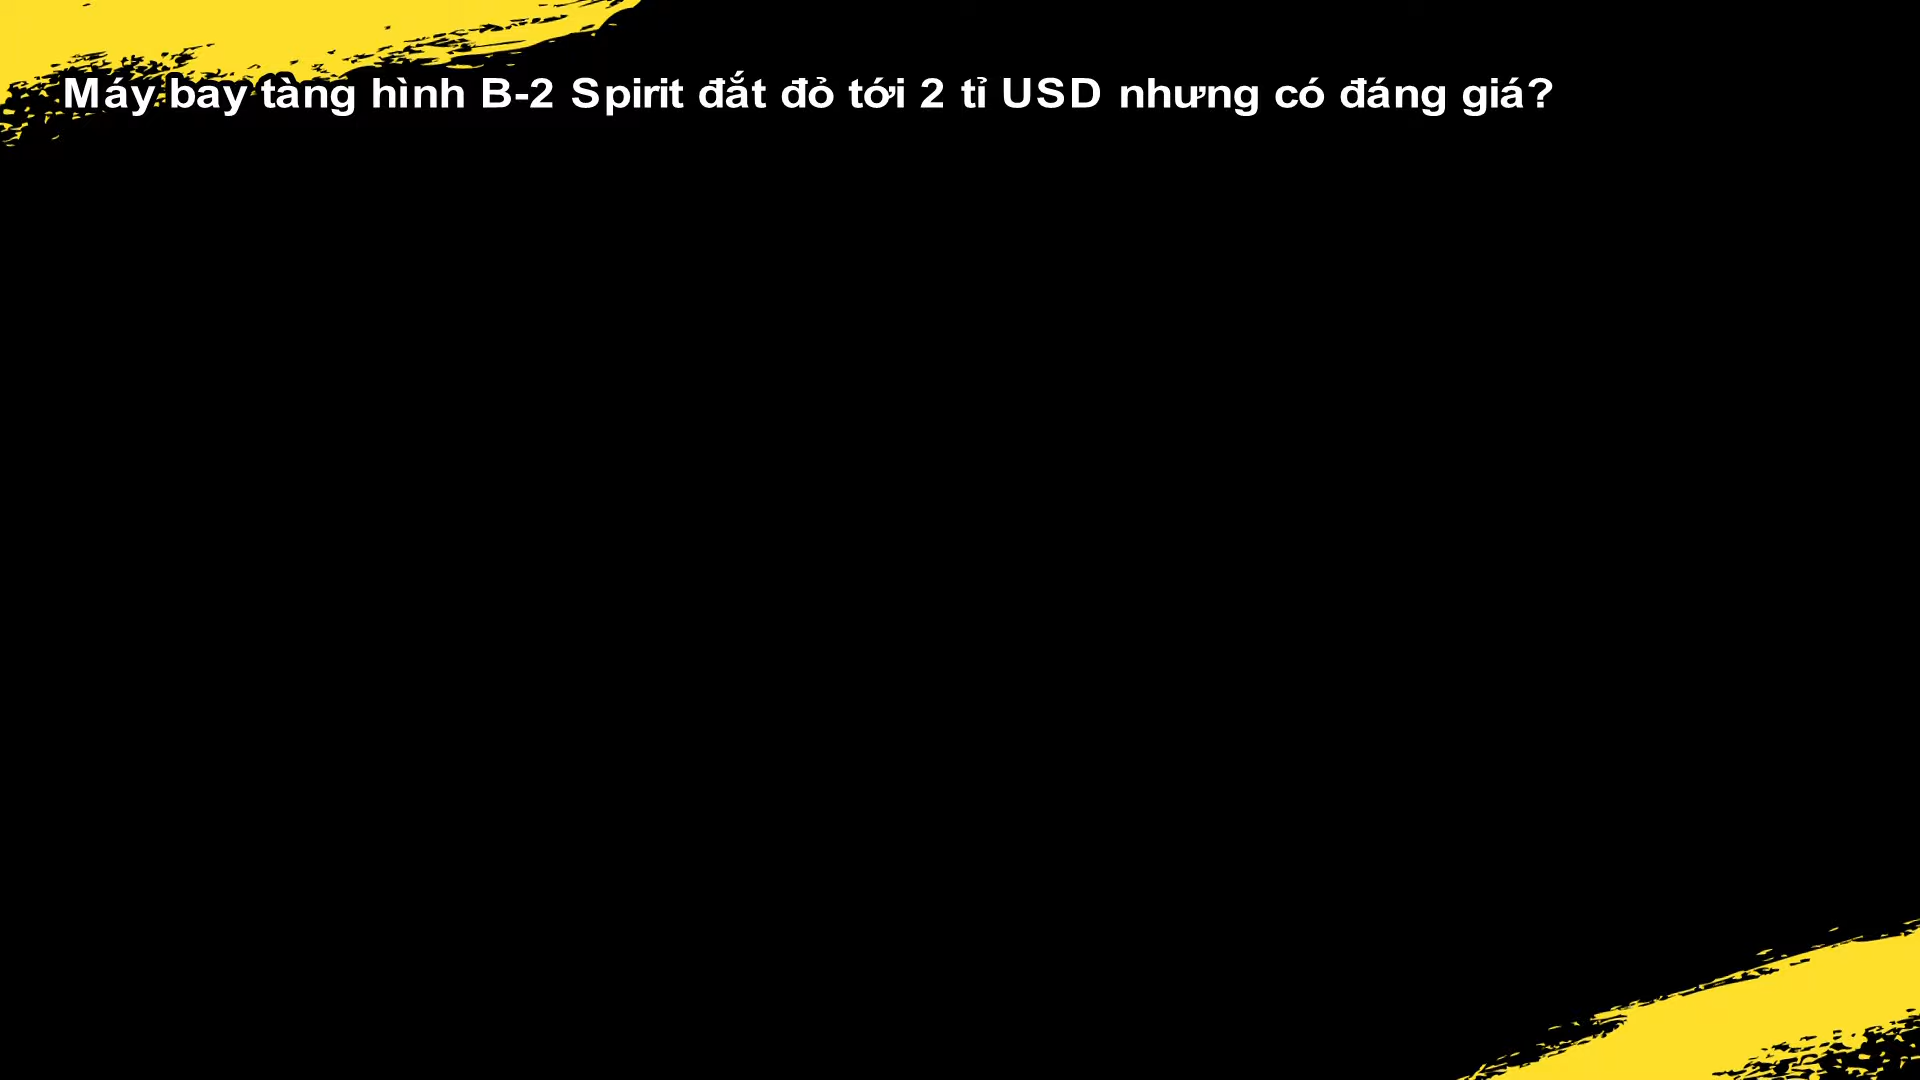 Máy bay tàng hình B-2 Spirit đắt đỏ tới 2 tỉ USD nhưng có đáng giá?